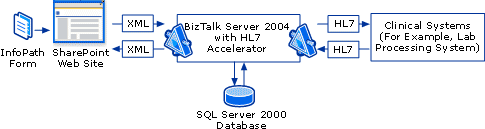 InfoPath
Form
SharePoint
Web Site
XML
XML
BizTalk Server 2004
with HL7
Accelerator
HL7
HL7
Clinical Systems
(For Example, Lab
Processing System)
SQL Server 2000
Database